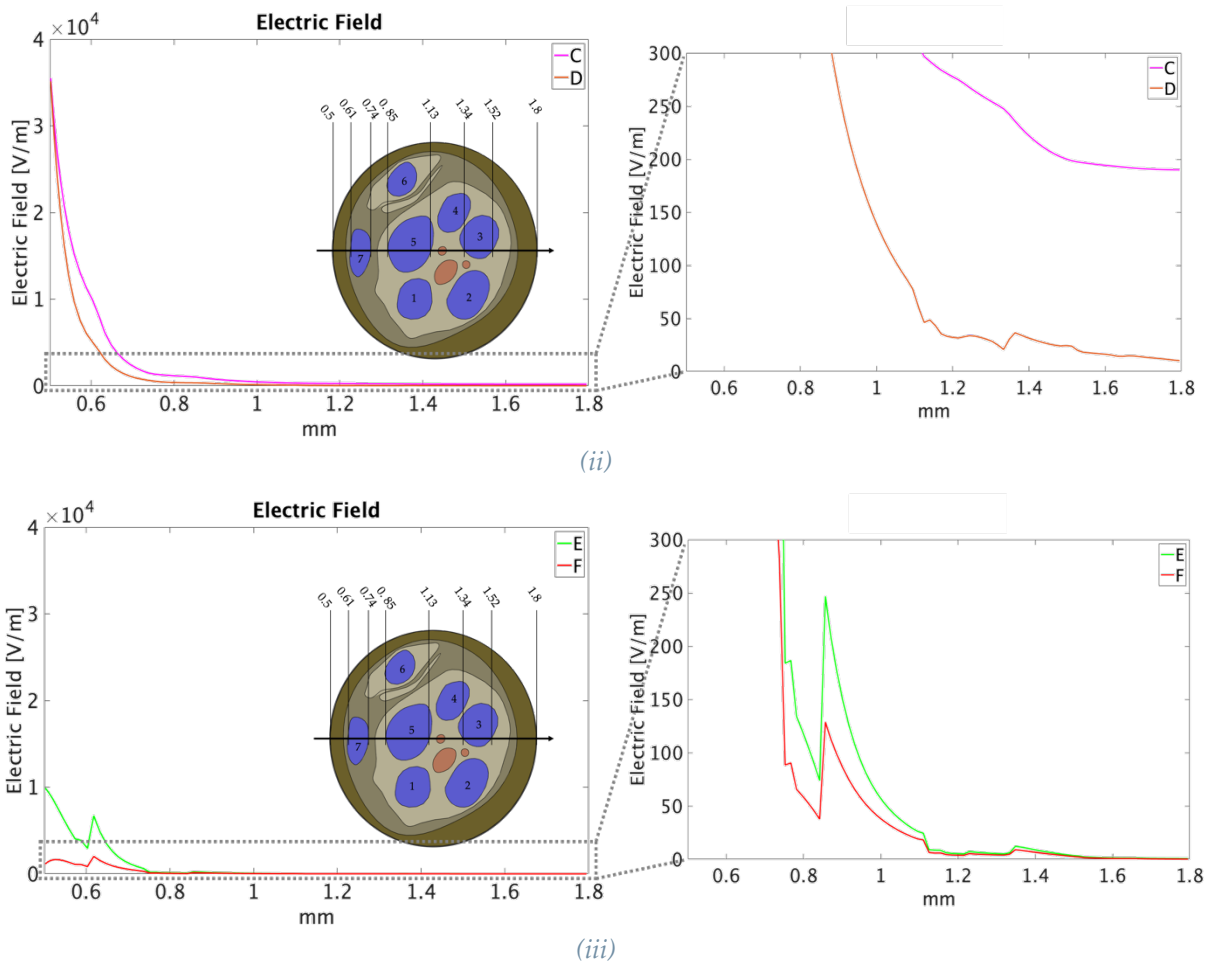 Electric Field
×10⁴
4
3
2
1
0
Electric Field [V/m]
0.6 0.8 1 1.2 1.4 1.6 1.8
mm
C
D
0.5 0.61 0.74 0.85 1.13 1.34 1.52 1.8
6
4
5
3
7
1
2
300
250
200
150
100
50
0
Electric Field [V/m]
0.6 0.8 1 1.2 1.4 1.6 1.8
mm
C
D
(ii)
Electric Field
×10⁴
4
3
2
1
0
Electric Field [V/m]
0.6 0.8 1 1.2 1.4 1.6 1.8
mm
E
F
0.5 0.61 0.74 0.85 1.13 1.34 1.52 1.8
6
4
5
3
7
1
2
300
250
200
150
100
50
0
Electric Field [V/m]
0.6 0.8 1 1.2 1.4 1.6 1.8
mm
E
F
(iii)